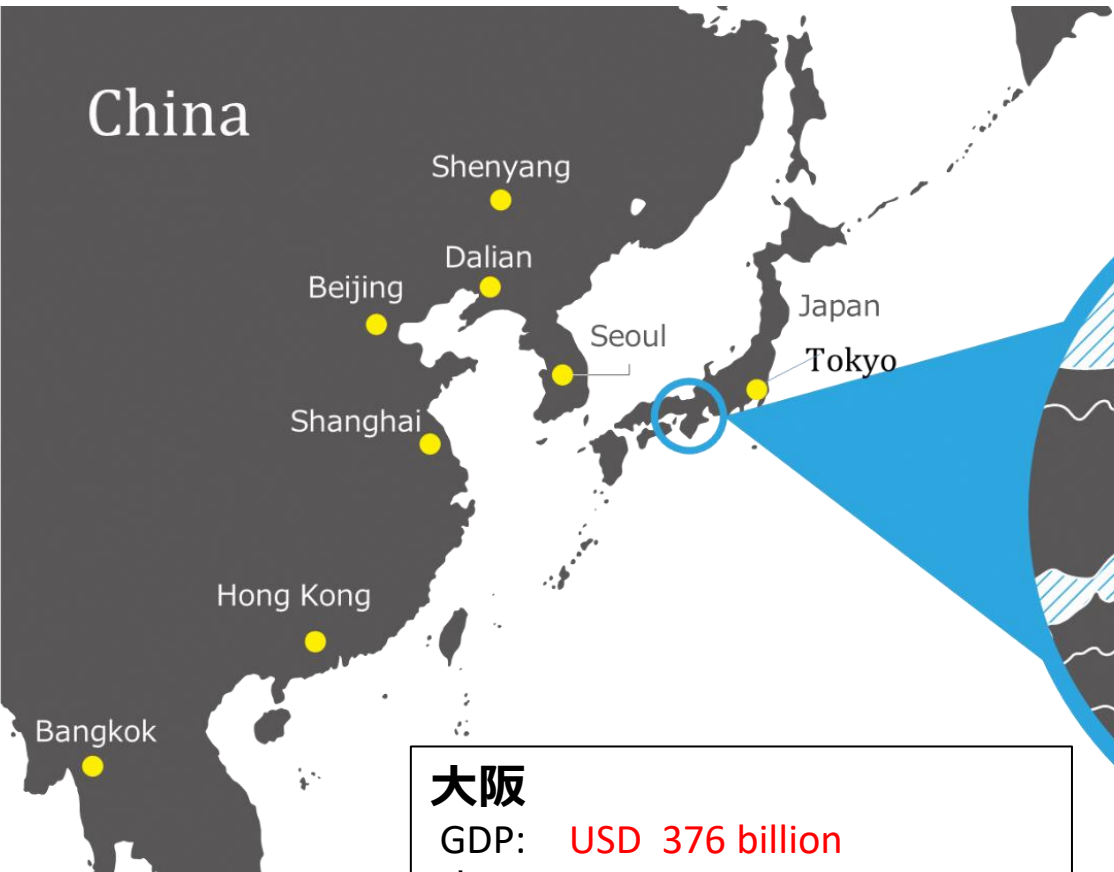 China
Shenyang
Dalian
Beijing
Japan
Seoul
Tokyo
Shanghai
Hong Kong
Bangkok
大阪
GDP: USD 376 billion